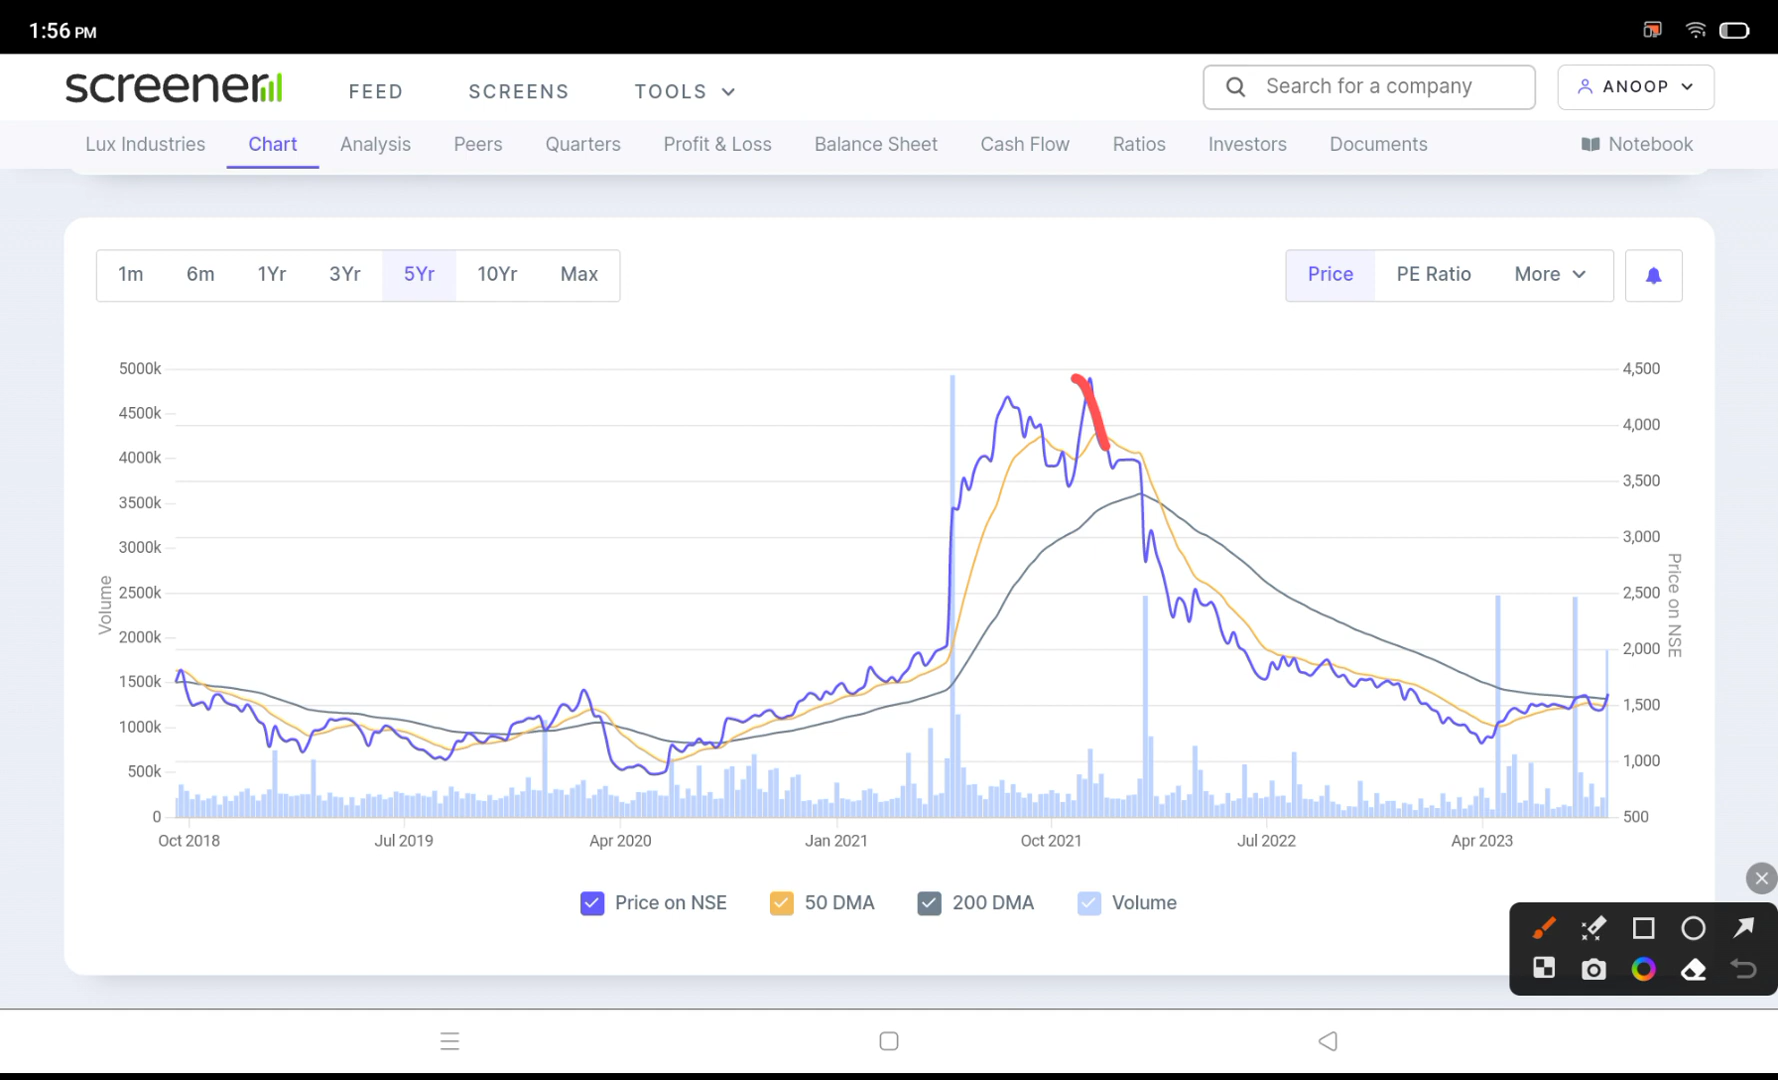 1:56 PM
screener
FEED
SCREENS
TOOLS
Search for a company
ANOOP
Lux Industries
Chart
Analysis
Peers
Quarters
Profit & Loss
Balance Sheet
Cash Flow
Ratios
Investors
Documents
Notebook
1m
6m
1Yr
3Yr
5Yr
10Yr
Max
Price
PE Ratio
More
5000k
4500k
4000k
3500k
3000k
2500k
2000k
1500k
1000k
500k
0
Volume
4,500
4,000
3,500
3,000
2,500
2,000
1,500
1,000
500
Price on NSE
Oct 2018
Jul 2019
Apr 2020
Jan 2021
Oct 2021
Jul 2022
Apr 2023
Price on NSE
50 DMA
200 DMA
Volume